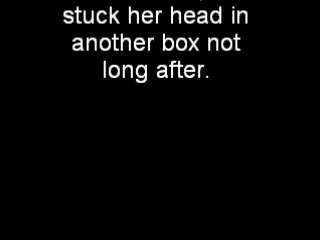 stuck her head in
another box not
long after.